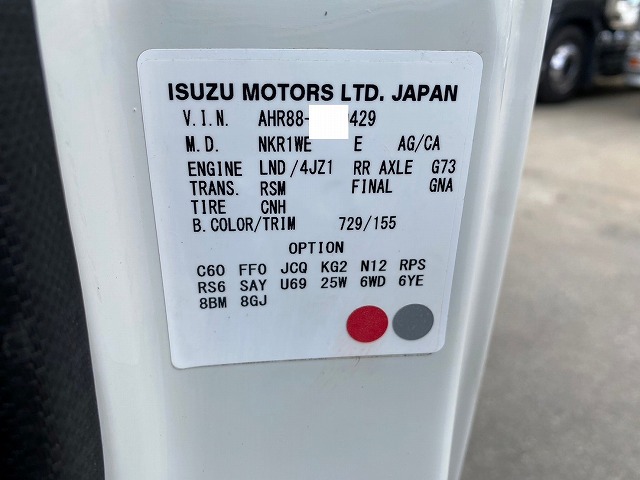 ISUZU MOTORS LTD. JAPAN
V.I.N. AHR88- 429
M.D. NKR1WE E AG/CA
ENGINE LND/4JZ1 RR AXLE G73
TRANS. RSM FINAL GNA
TIRE CNH
B.COLOR/TRIM 729/155
OPTION
C60 FF0 JCQ KG2 N12 RPS
RS6 SAY U69 25W 6WD 6YE
8BM 8GJ